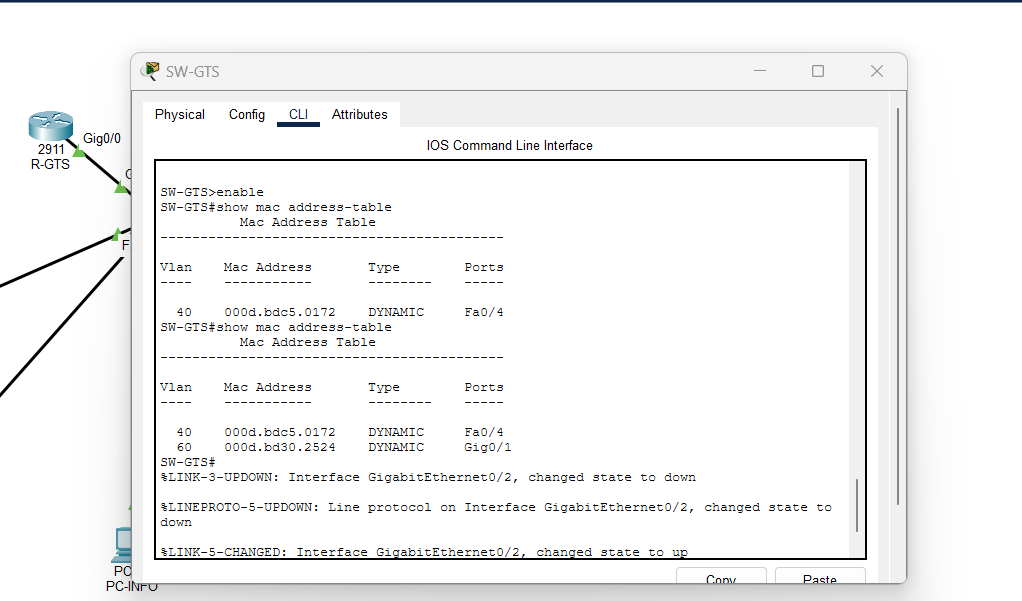 SW-GTS
Physical Config CLI Attributes
IOS Command Line Interface
Gig0/0
2911
R-GTS
G
F
SW-GTS>enable
SW-GTS#show mac address-table
Mac Address Table
-------------------------------------------
Vlan Mac Address Type Ports
---- ----------- -------- -----
40 000d.bdc5.0172 DYNAMIC Fa0/4
SW-GTS#show mac address-table
Mac Address Table
-------------------------------------------
Vlan Mac Address Type Ports
---- ----------- -------- -----
40 000d.bdc5.0172 DYNAMIC Fa0/4
60 000d.bd30.2524 DYNAMIC Gig0/1
SW-GTS#
%LINK-3-UPDOWN: Interface GigabitEthernet0/2, changed state to down
%LINEPROTO-5-UPDOWN: Line protocol on Interface GigabitEthernet0/2, changed state to
down
%LINK-5-CHANGED: Interface GigabitEthernet0/2, changed state to up
Copy Paste
PC
PC-INFO